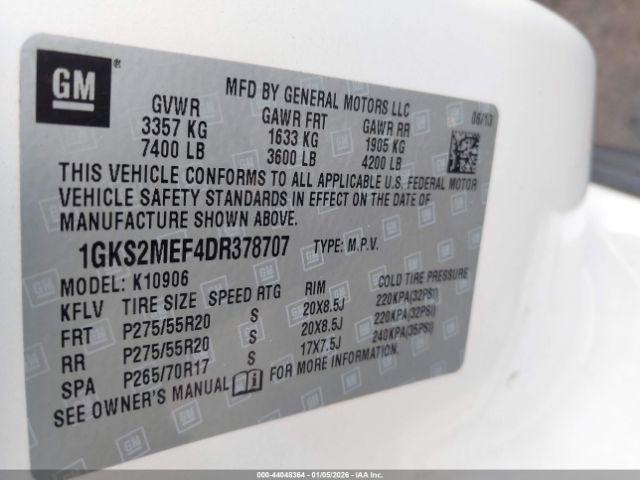 GM
MFD BY GENERAL MOTORS LLC
06/13
GVWR GAWR FRT GAWR RR
3357 KG 1633 KG 1905 KG
7400 LB 3600 LB 4200 LB
THIS VEHICLE CONFORMS TO ALL APPLICABLE U.S. FEDERAL MOTOR
VEHICLE SAFETY STANDARDS IN EFFECT ON THE DATE OF
MANUFACTURE SHOWN ABOVE.
1GKS2MEF4DR378707 TYPE: M.P.V.
MODEL: K10906
KFLV TIRE SIZE SPEED RTG RIM COLD TIRE PRESSURE
FRT P275/55R20 S 20X8.5J 220KPA(32PSI)
RR P275/55R20 S 20X8.5J 220KPA(32PSI)
SPA P265/70R17 S 17X7.5J 240KPA(35PSI)
SEE OWNER'S MANUAL FOR MORE INFORMATION.
000-44048364 | 01/05/2026 - IAA Inc.